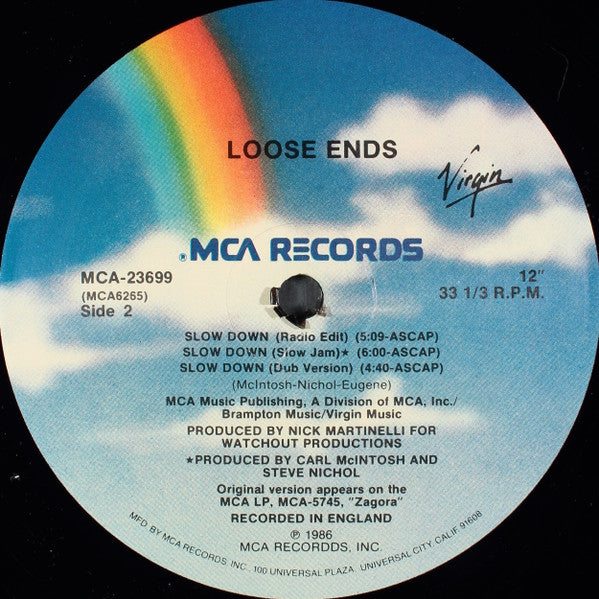 LOOSE ENDS
Virgin
®MCA RECORDS
MCA-23699
(MCA6265)
Side 2
12"
33 1/3 R.P.M.
SLOW DOWN (Radio Edit) (5:09-ASCAP)
SLOW DOWN (Slow Jam)★ (6:00-ASCAP)
SLOW DOWN (Dub Version) (4:40-ASCAP)
(McIntosh-Nichol-Eugene)
MCA Music Publishing, A Division of MCA, Inc./
Brampton Music/Virgin Music
PRODUCED BY NICK MARTINELLI FOR
WATCHOUT PRODUCTIONS
★PRODUCED BY CARL McINTOSH AND
STEVE NICHOL
Original version appears on the
MCA LP, MCA-5745, "Zagora"
RECORDED IN ENGLAND
℗ 1986
MCA RECORDDS, INC.
MFD BY MCA RECORDS, INC., 100 UNIVERSAL PLAZA, UNIVERSAL CITY, CALIF. 91608